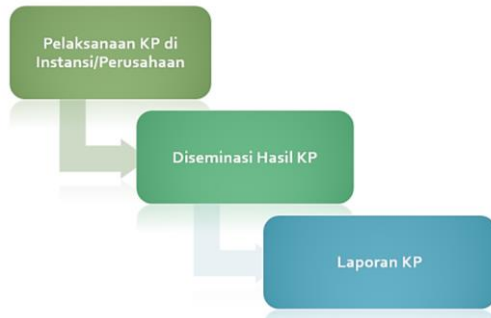 Pelaksanaan KP di
Instansi/Perusahaan
Diseminasi Hasil KP
Laporan KP